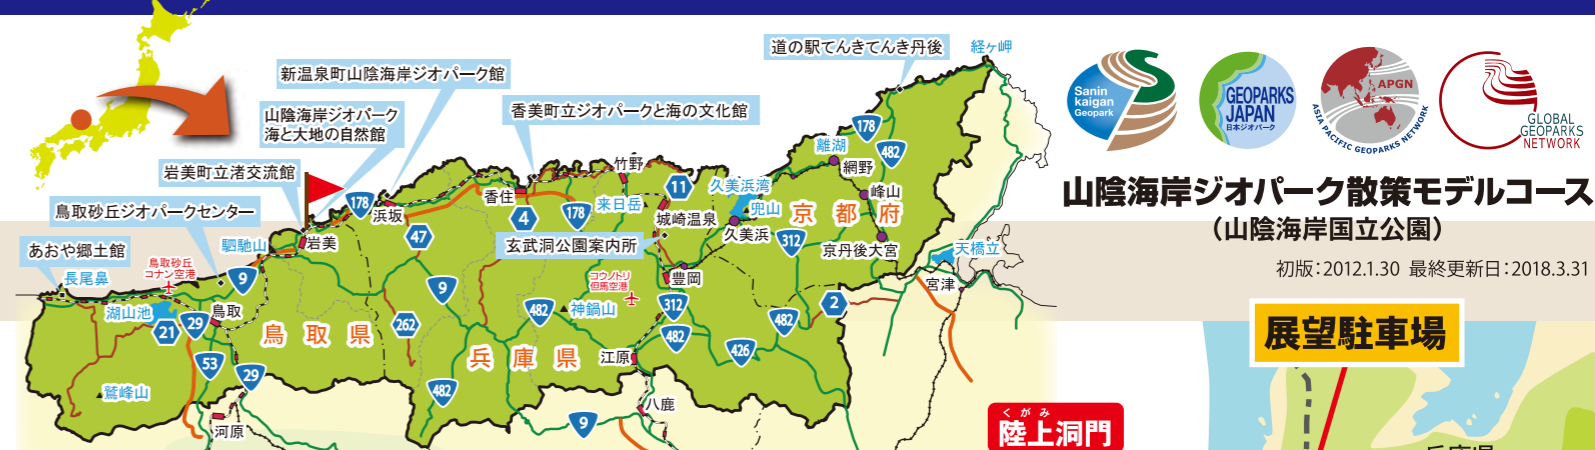 新温泉町山陰海岸ジオパーク館
山陰海岸ジオパーク
海と大地の自然館
岩美町立渚交流館
鳥取砂丘ジオパークセンター
あおや郷土館
香美町立ジオパークと海の文化館
道の駅てんきてんき丹後
経ヶ岬
玄武洞公園案内所
長尾鼻
鳥取砂丘
コナン空港
駟馳山
湖山池
鳥取
岩美
浜坂
香住
竹野
来日岳
城崎温泉
久美浜湾
兜山
久美浜
離湖
網野
峰山
京丹後大宮
天橋立
宮津
豊岡
コウノトリ
但馬空港
神鍋山
江原
八鹿
河原
鷲峰山
鳥取県
兵庫県
京都府
178
482
11
4
178
178
47
9
9
312
2
482
312
482
482
426
262
21
29
53
29
482
9
Sanin
kaigan
Geopark
GEOPARKS
JAPAN
日本ジオパーク
APGN
ASIA PACIFIC GEOPARKS NETWORK
GLOBAL
GEOPARKS
NETWORK
山陰海岸ジオパーク散策モデルコース
（山陰海岸国立公園）
初版：2012.1.30 最終更新日：2018.3.31
展望駐車場
くがみ
陸上洞門
兵庫県